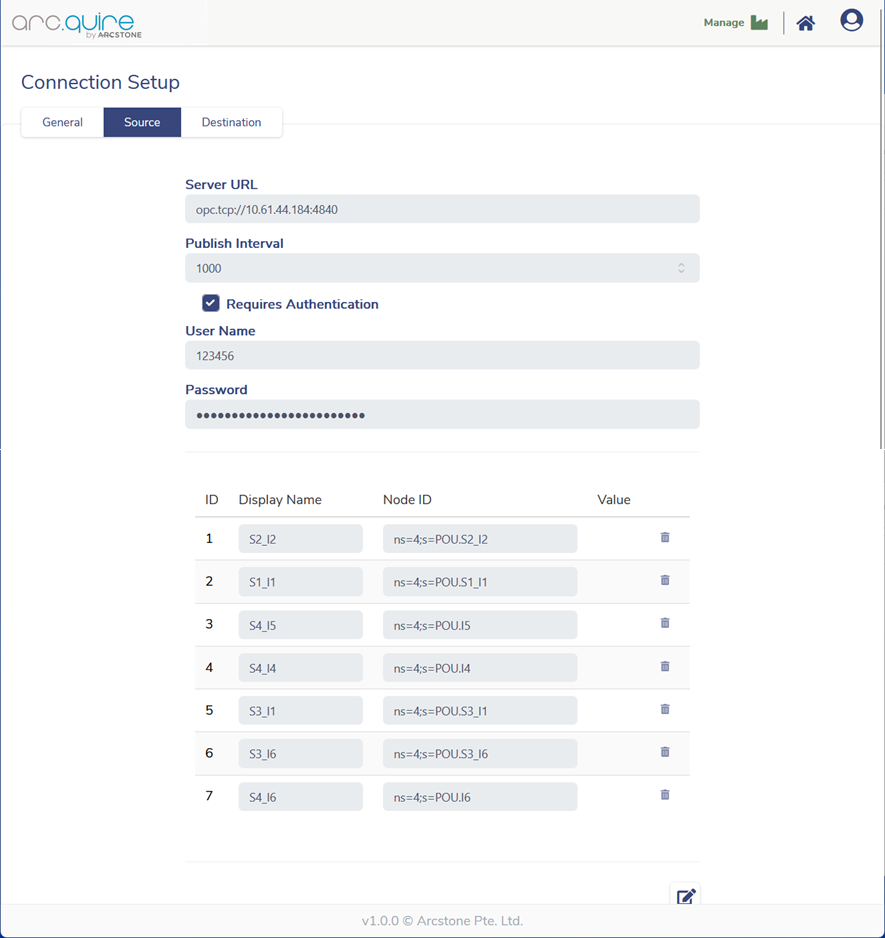 arc.quire
by ARCSTONE
Manage
Connection Setup
General Source Destination
Server URL
opc.tcp://10.61.44.184:4840
Publish Interval
1000
Requires Authentication
User Name
123456
Password
ID Display Name Node ID Value
1 S2_I2 ns=4;s=POU.S2_I2
2 S1_I1 ns=4;s=POU.S1_I1
3 S4_I5 ns=4;s=POU.I5
4 S4_I4 ns=4;s=POU.I4
5 S3_I1 ns=4;s=POU.S3_I1
6 S3_I6 ns=4;s=POU.S3_I6
7 S4_I6 ns=4;s=POU.I6
v1.0.0 © Arcstone Pte. Ltd.